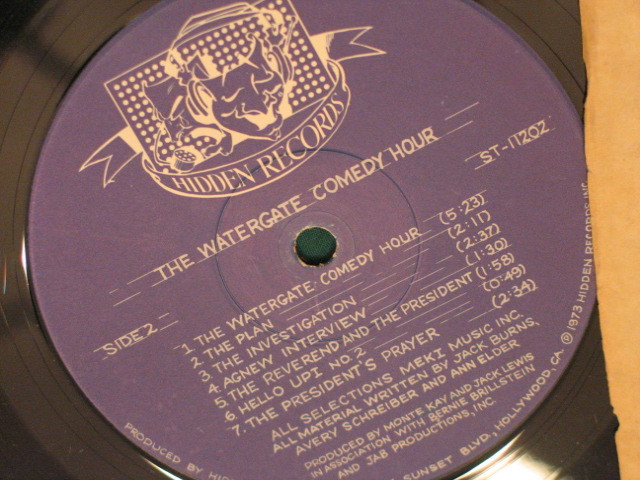 HIDDEN RECORDS
THE WATERGATE COMEDY HOUR
ST-11202
SIDE 2
1. THE WATERGATE COMEDY HOUR (5:23)
2. THE PLAN (2:11)
3. THE INVESTIGATION (2:37)
4. AGNEW INTERVIEW (1:30)
5. THE REVEREND AND THE PRESIDENT (1:58)
6. HELLO UPI NO. 2 (0:49)
7. THE PRESIDENT'S PRAYER (2:34)
ALL SELECTIONS MEKI MUSIC INC.
ALL MATERIAL WRITTEN BY JACK BURNS,
AVERY SCHREIBER AND ANN ELDER
PRODUCED BY MONTE KAY AND JACK LEWIS
IN ASSOCIATION WITH BERNIE BRILLSTEIN
AND JAB PRODUCTIONS, INC.
PRODUCED BY SUNSET BLVD., HOLLYWOOD, CA. © 1973 HIDDEN RECORDS INC.